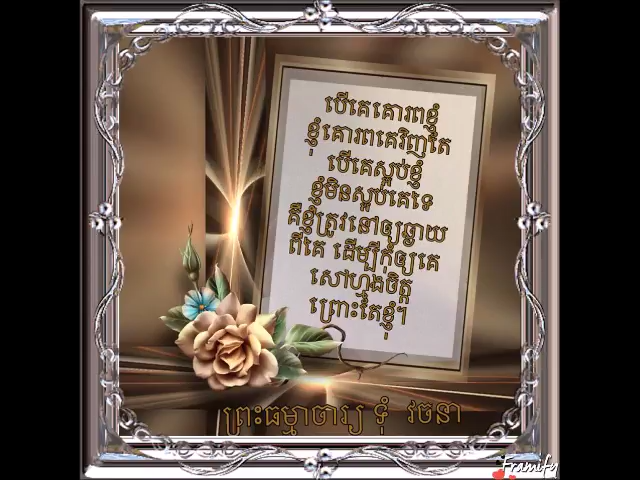 បើគេគោរពខ្ញុំ
ខ្ញុំគោរពគេវិញតែ
បើគេស្អប់ខ្ញុំ
ខ្ញុំមិនស្អប់គេទេ
គឺខ្ញុំត្រូវនៅឲ្យឆ្ងាយ
ពីគេ ដើម្បីកុំឲ្យគេ
សៅហ្មងចិត្ត
ព្រោះតែខ្ញុំ។
ព្រះធម្មាចារ្យ ទុំ វចនា
Framify